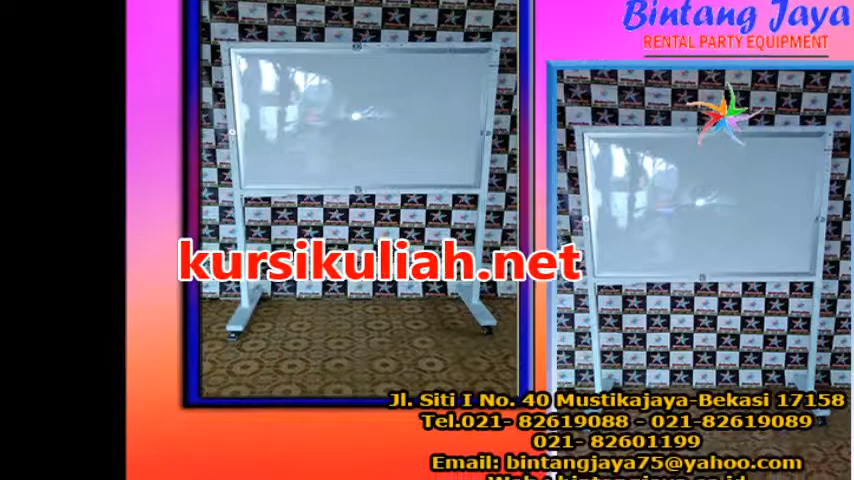 Bintang Jaya
RENTAL PARTY EQUIPMENT
kursikuliah.net
Jl. Siti I No. 40 Mustikajaya-Bekasi 17158
Tel.021- 82619088 - 021-82619089
021- 82601199
Email: bintangjaya75@yahoo.com